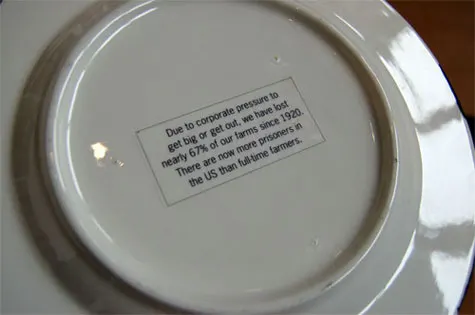 Due to corporate pressure to
get big or get out, we have lost
nearly 67% of our farms since 1920.
There are now more prisoners in
the US than full-time farmers.